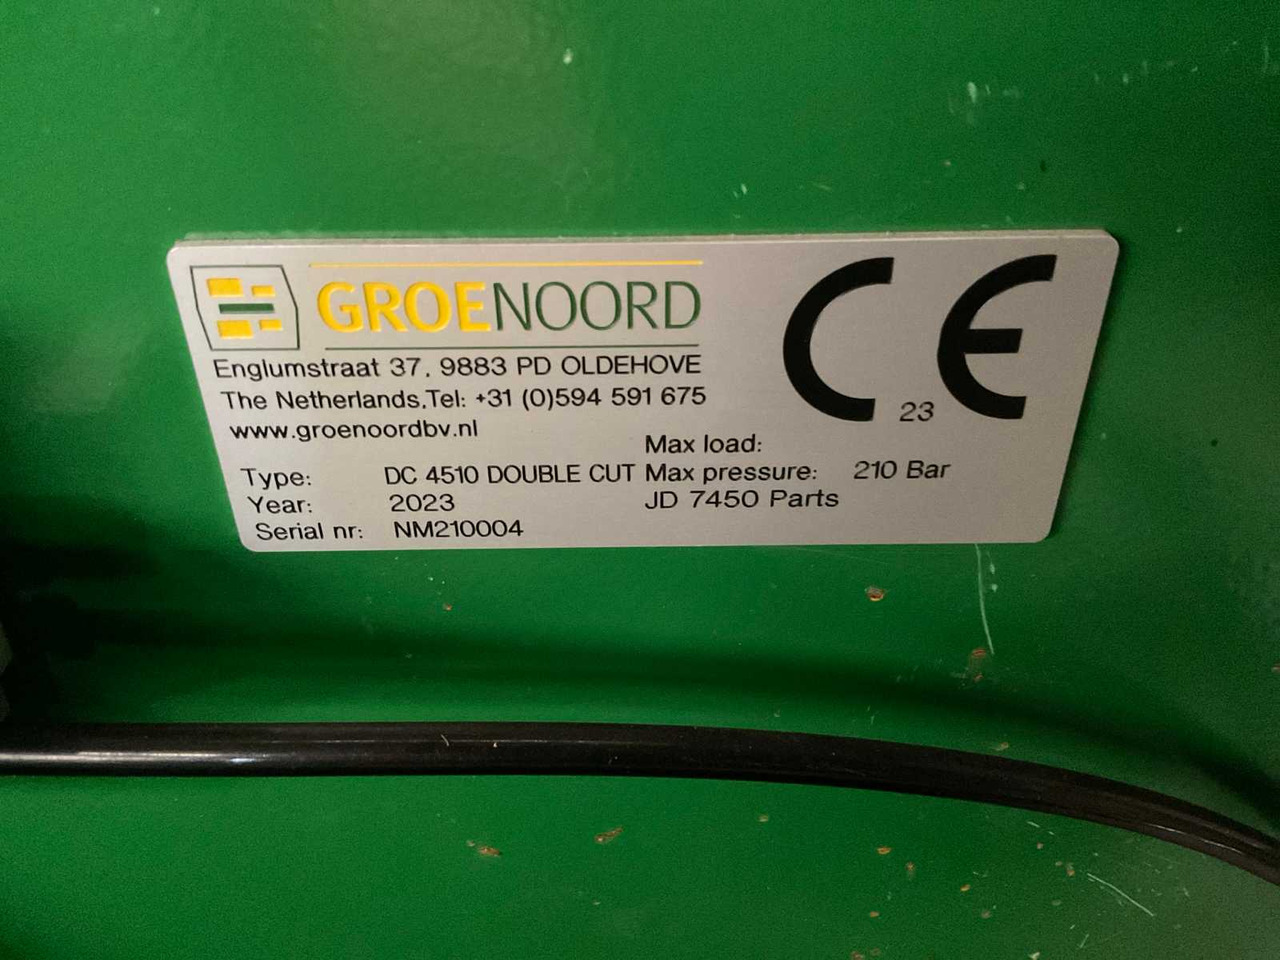 GROENOORD
Englumstraat 37, 9883 PD OLDEHOVE
The Netherlands,Tel: +31 (0)594 591 675
www.groenoordbv.nl
CE
23
Max load:
Type: DC 4510 DOUBLE CUT Max pressure: 210 Bar
Year: 2023 JD 7450 Parts
Serial nr: NM210004